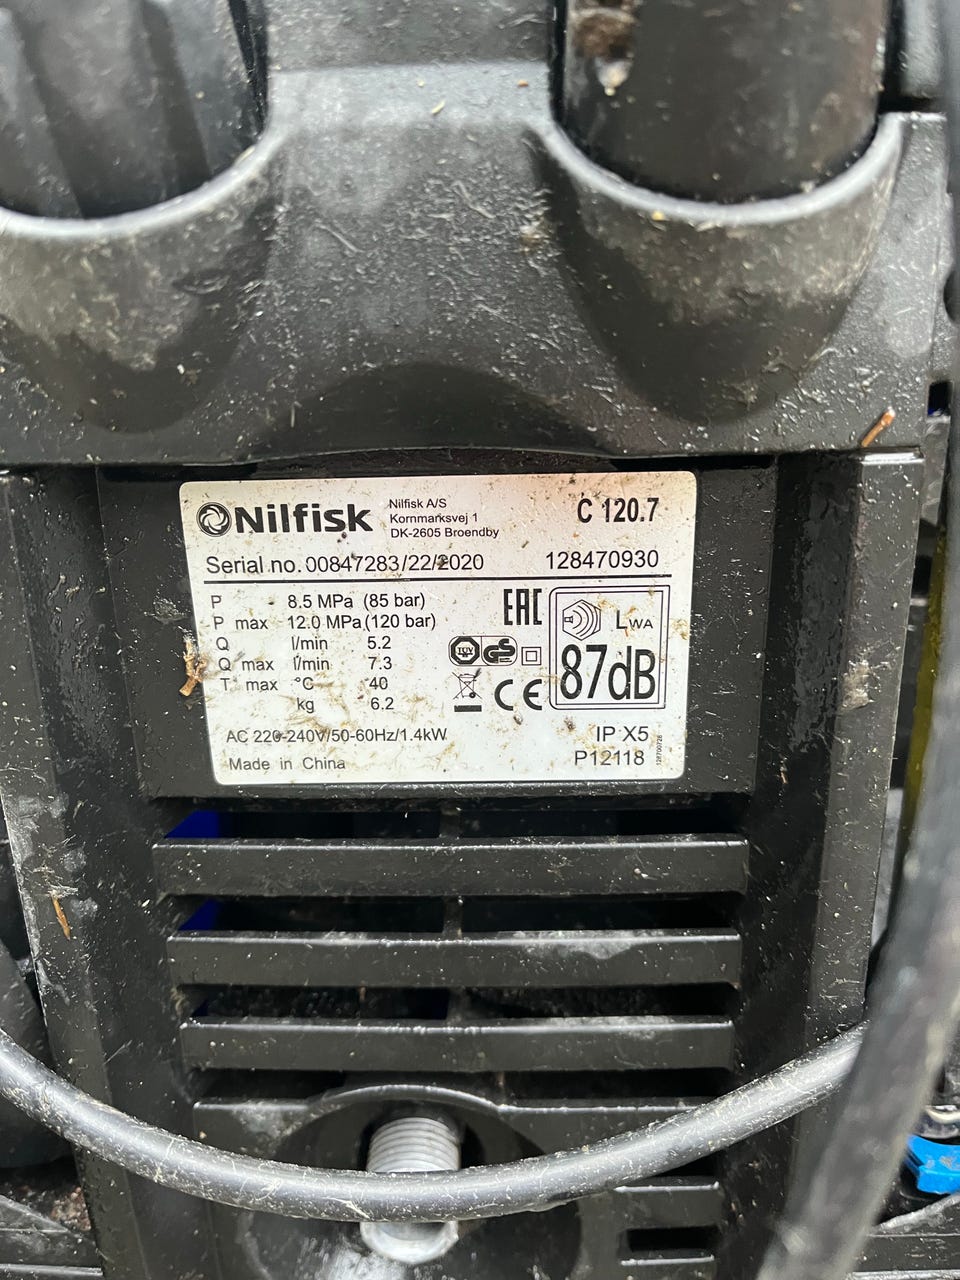 Nilfisk
Nilfisk A/S
Kornmarksvej 1
DK-2605 Broendby
C 120.7
Serial no. 00847283/22/2020 128470930
P 8.5 MPa (85 bar)
P max 12.0 MPa (120 bar)
Q l/min 5.2
Q max l/min 7.3
T max °C 40
kg 6.2
EAC
TÜV GS
CE
LWA
87dB
AC 220-240V/50-60Hz/1.4kW
IP X5
Made in China
P12118